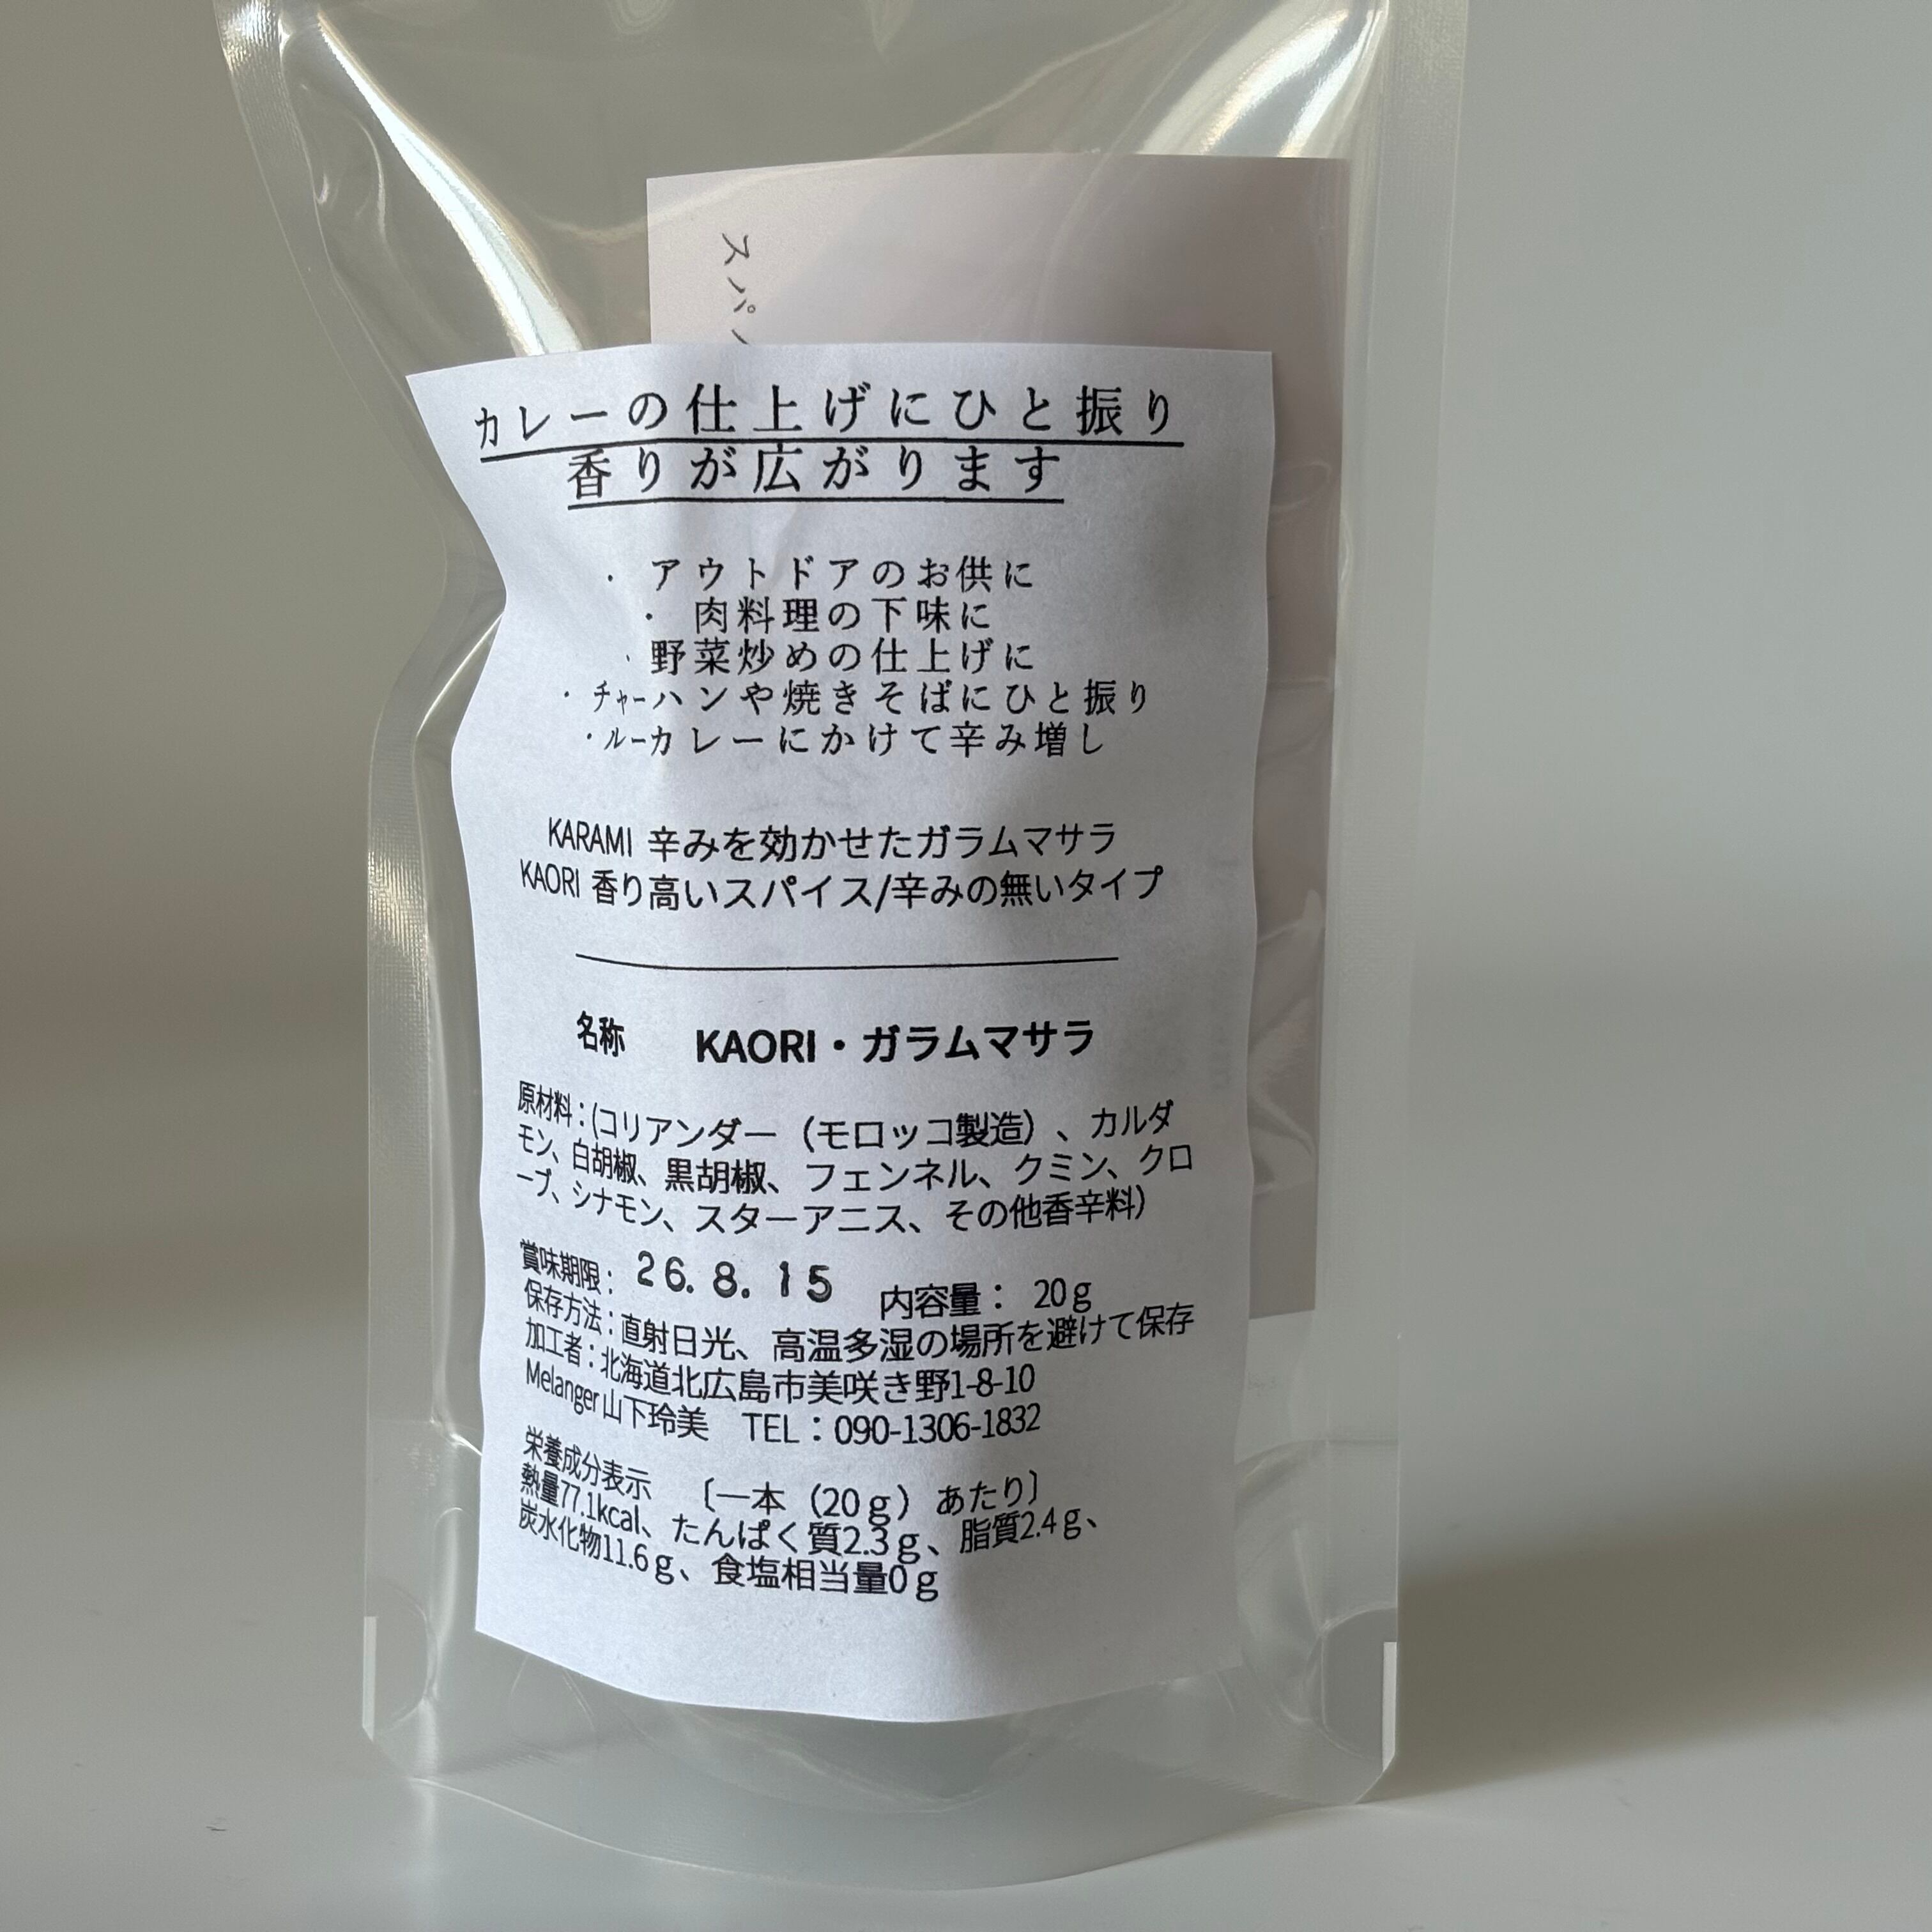 スパ
カレーの仕上げにひと振り
香りが広がります
・ アウトドアのお供に
・ 肉料理の下味に
・ 野菜炒めの仕上げに
・ チャーハンや焼きそばにひと振り
・ルーカレーにかけて辛み増し
KARAMI 辛みを効かせたガラムマサラ
KAORI 香り高いスパイス/辛みの無いタイプ
名称 KAORI・ガラムマサラ
原材料：(コリアンダー（モロッコ製造）、カルダ
モン、白胡椒、黒胡椒、フェンネル、クミン、クロ
ーブ、シナモン、スターアニス、その他香辛料)
賞味期限： 26. 8. 15 内容量： 20ｇ
保存方法：直射日光、高温多湿の場所を避けて保存
加工者：北海道北広島市美咲き野1-8-10
Melanger山下玲美 TEL：090-1306-1832
栄養成分表示 〔一本（20ｇ）あたり〕
熱量77.1kcal、たんぱく質2.3ｇ、脂質2.4ｇ、
炭水化物11.6ｇ、食塩相当量0ｇ